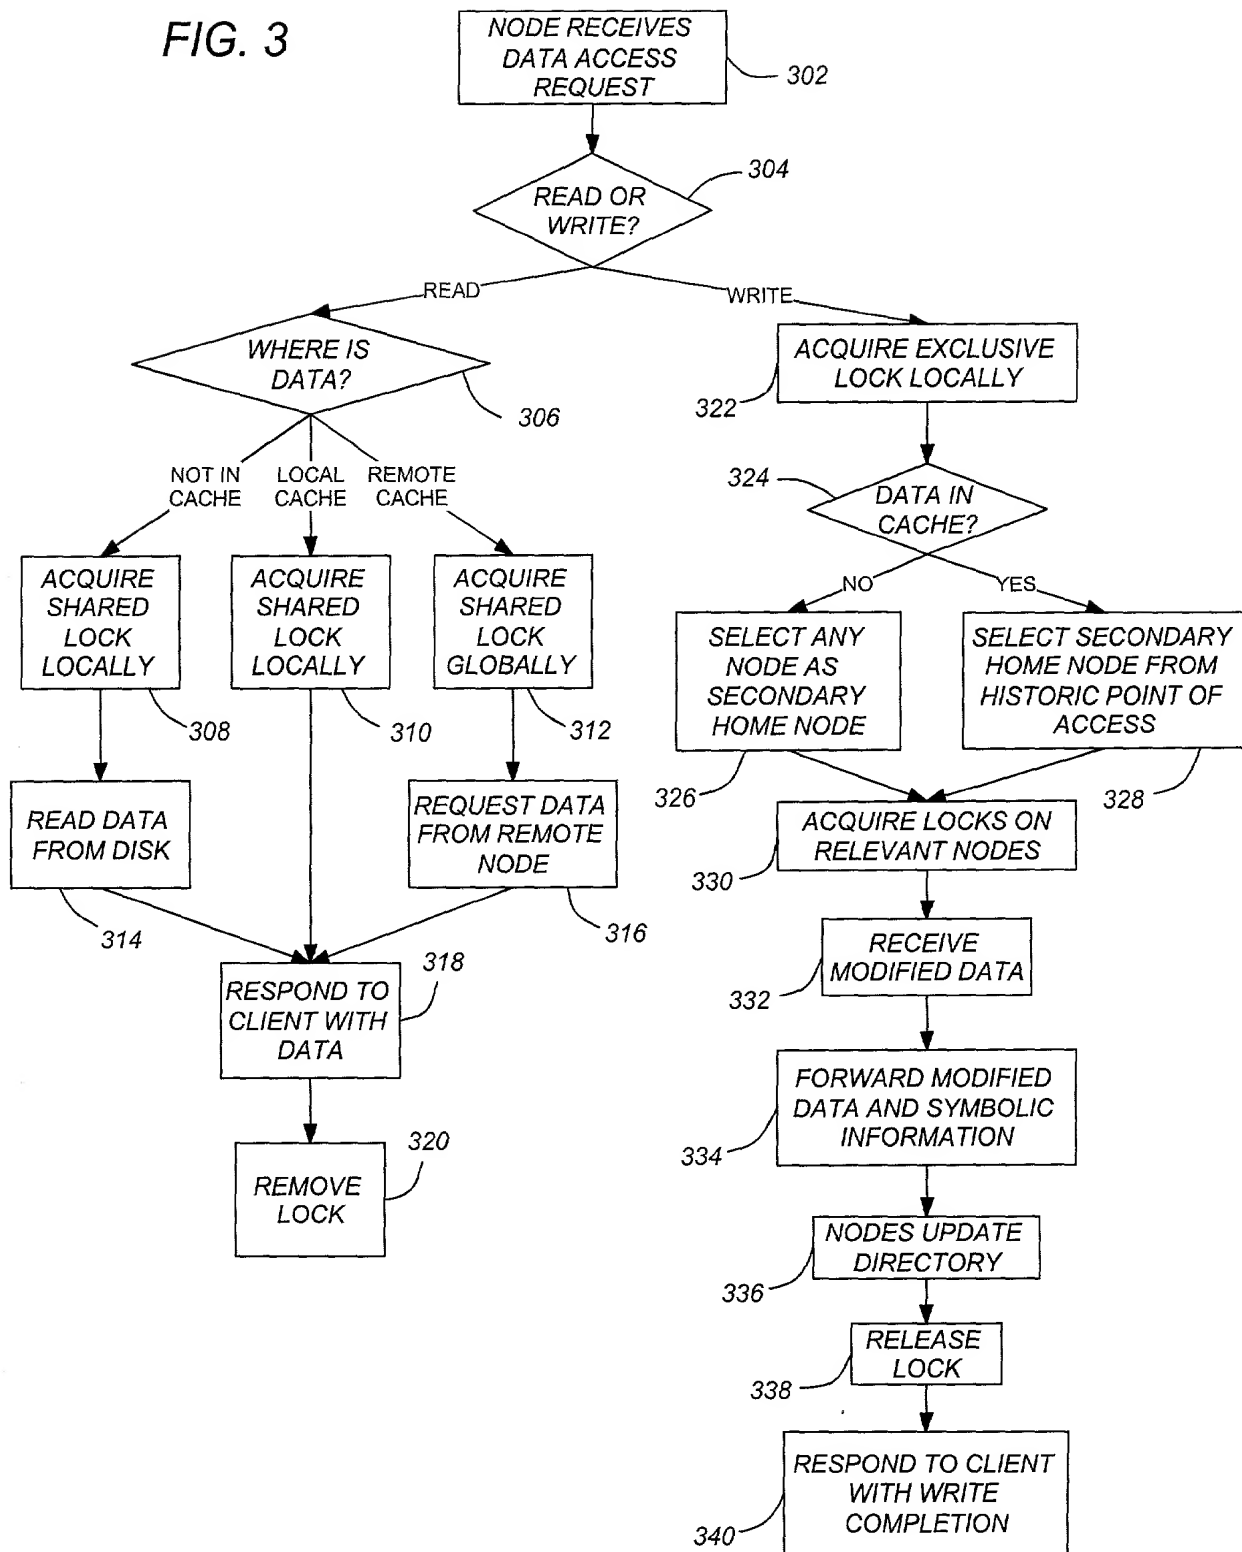 FIG. 3
NODE RECEIVES
DATA ACCESS
REQUEST
302
READ OR
WRITE?
304
READ
WRITE
WHERE IS
DATA?
306
NOT IN
CACHE
LOCAL
CACHE
REMOTE
CACHE
ACQUIRE
SHARED
LOCK
LOCALLY
308
ACQUIRE
SHARED
LOCK
LOCALLY
310
ACQUIRE
SHARED
LOCK
GLOBALLY
312
READ DATA
FROM DISK
314
REQUEST DATA
FROM REMOTE
NODE
316
RESPOND TO
CLIENT WITH
DATA
318
REMOVE
LOCK
320
ACQUIRE EXCLUSIVE
LOCK LOCALLY
322
DATA IN
CACHE?
324
NO
YES
SELECT ANY
NODE AS
SECONDARY
HOME NODE
326
SELECT SECONDARY
HOME NODE FROM
HISTORIC POINT OF
ACCESS
328
ACQUIRE LOCKS ON
RELEVANT NODES
330
RECEIVE
MODIFIED DATA
332
FORWARD MODIFIED
DATA AND SYMBOLIC
INFORMATION
334
NODES UPDATE
DIRECTORY
336
RELEASE
LOCK
338
RESPOND TO CLIENT
WITH WRITE
COMPLETION
340